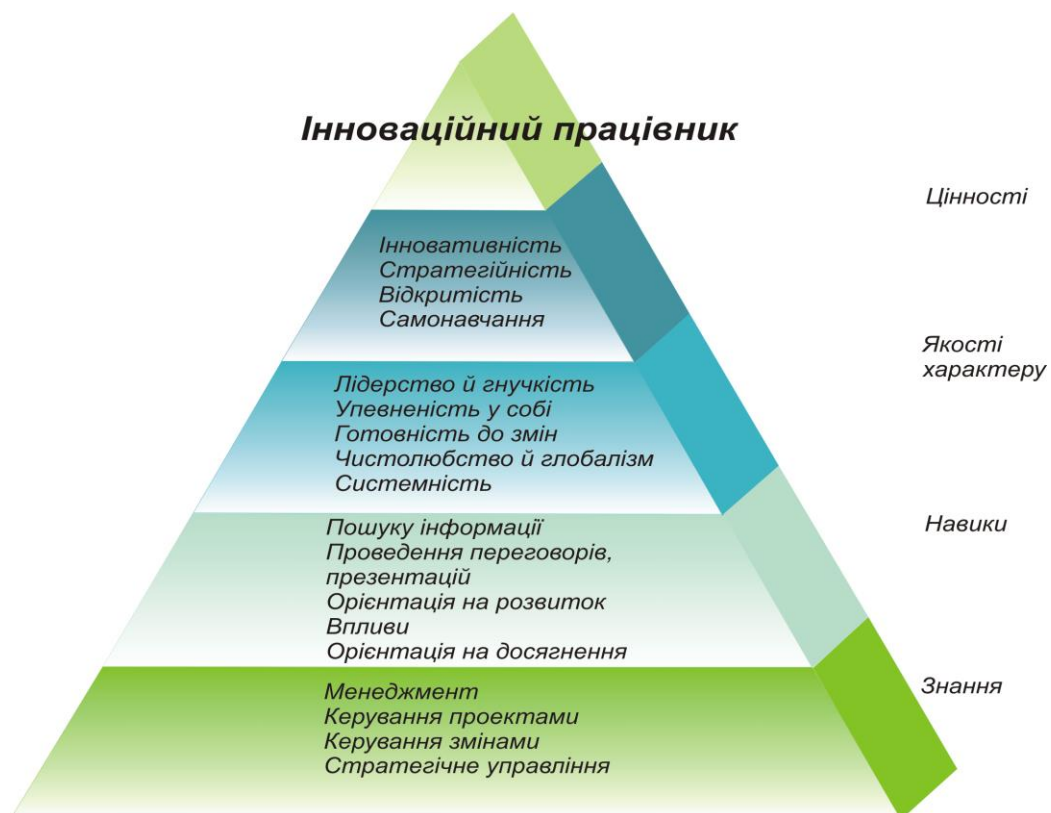 Інноваційний працівник
Цінності
Інновативність
Стратегійність
Відкритість
Самонавчання
Якості
характеру
Лідерство й гнучкість
Упевненість у собі
Готовність до змін
Чистолюбство й глобалізм
Системність
Навики
Пошуку інформації
Проведення переговорів,
презентацій
Орієнтація на розвиток
Впливи
Орієнтація на досягнення
Знання
Менеджмент
Керування проектами
Керування змінами
Стратегічне управління